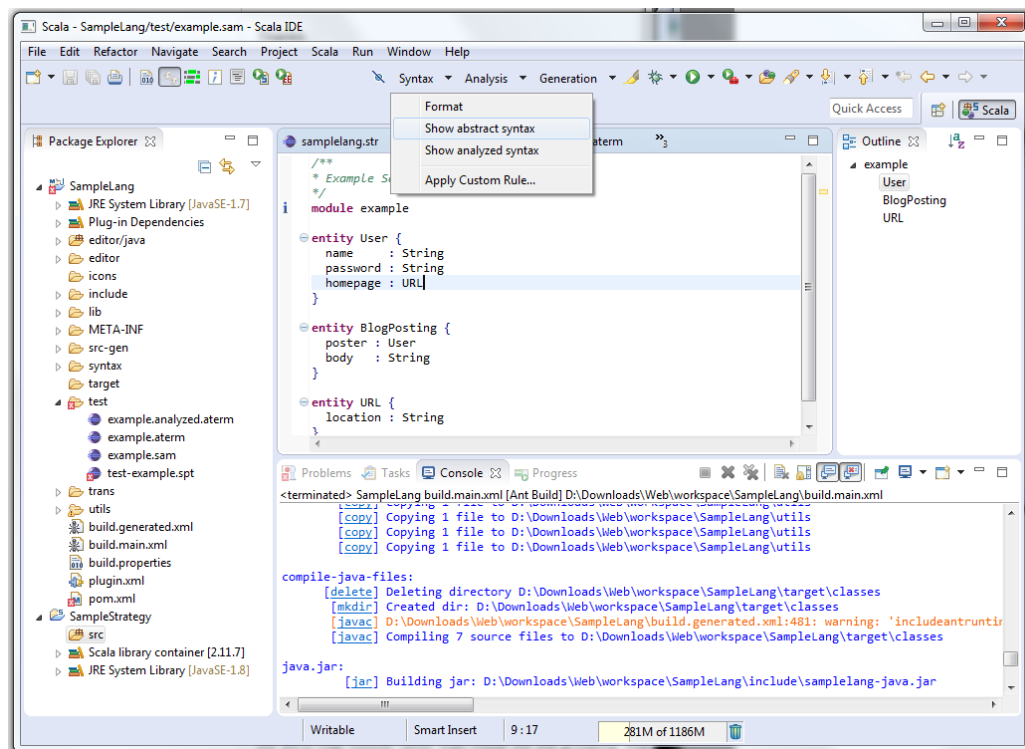 Scala - SampleLang/test/example.sam - Scala IDE
File Edit Refactor Navigate Search Project Scala Run Window Help
Syntax Analysis Generation
Quick Access
Scala
Format
Show abstract syntax
Show analyzed syntax
Apply Custom Rule...
Package Explorer
SampleLang
JRE System Library [JavaSE-1.7]
Plug-in Dependencies
editor/java
editor
icons
include
lib
META-INF
src-gen
syntax
target
test
example.analyzed.aterm
example.aterm
example.sam
test-example.spt
trans
utils
build.generated.xml
build.main.xml
build.properties
plugin.xml
pom.xml
SampleStrategy
src
Scala library container [2.11.7]
JRE System Library [JavaSE-1.8]
samplelang.str
aterm
»3
/**
* Example S
*/
module example
entity User {
name : String
password : String
homepage : URL
}
entity BlogPosting {
poster : User
body : String
}
entity URL {
location : String
}
Outline
example
User
BlogPosting
URL
Problems Tasks Console Progress
<terminated> SampleLang build.main.xml [Ant Build] D:\Downloads\Web\workspace\SampleLang\build.main.xml
[copy] Copying 1 file to D:\Downloads\Web\workspace\SampleLang\utils
[copy] Copying 1 file to D:\Downloads\Web\workspace\SampleLang\utils
[copy] Copying 1 file to D:\Downloads\Web\workspace\SampleLang\utils
[copy] Copying 1 file to D:\Downloads\Web\workspace\SampleLang\utils
compile-java-files:
[delete] Deleting directory D:\Downloads\Web\workspace\SampleLang\target\classes
[mkdir] Created dir: D:\Downloads\Web\workspace\SampleLang\target\classes
[javac] D:\Downloads\Web\workspace\SampleLang\build.generated.xml:481: warning: 'includeantruntin
[javac] Compiling 7 source files to D:\Downloads\Web\workspace\SampleLang\target\classes
java.jar:
[jar] Building jar: D:\Downloads\Web\workspace\SampleLang\include\samplelang-java.jar
Writable Smart Insert 9:17 281M of 1186M